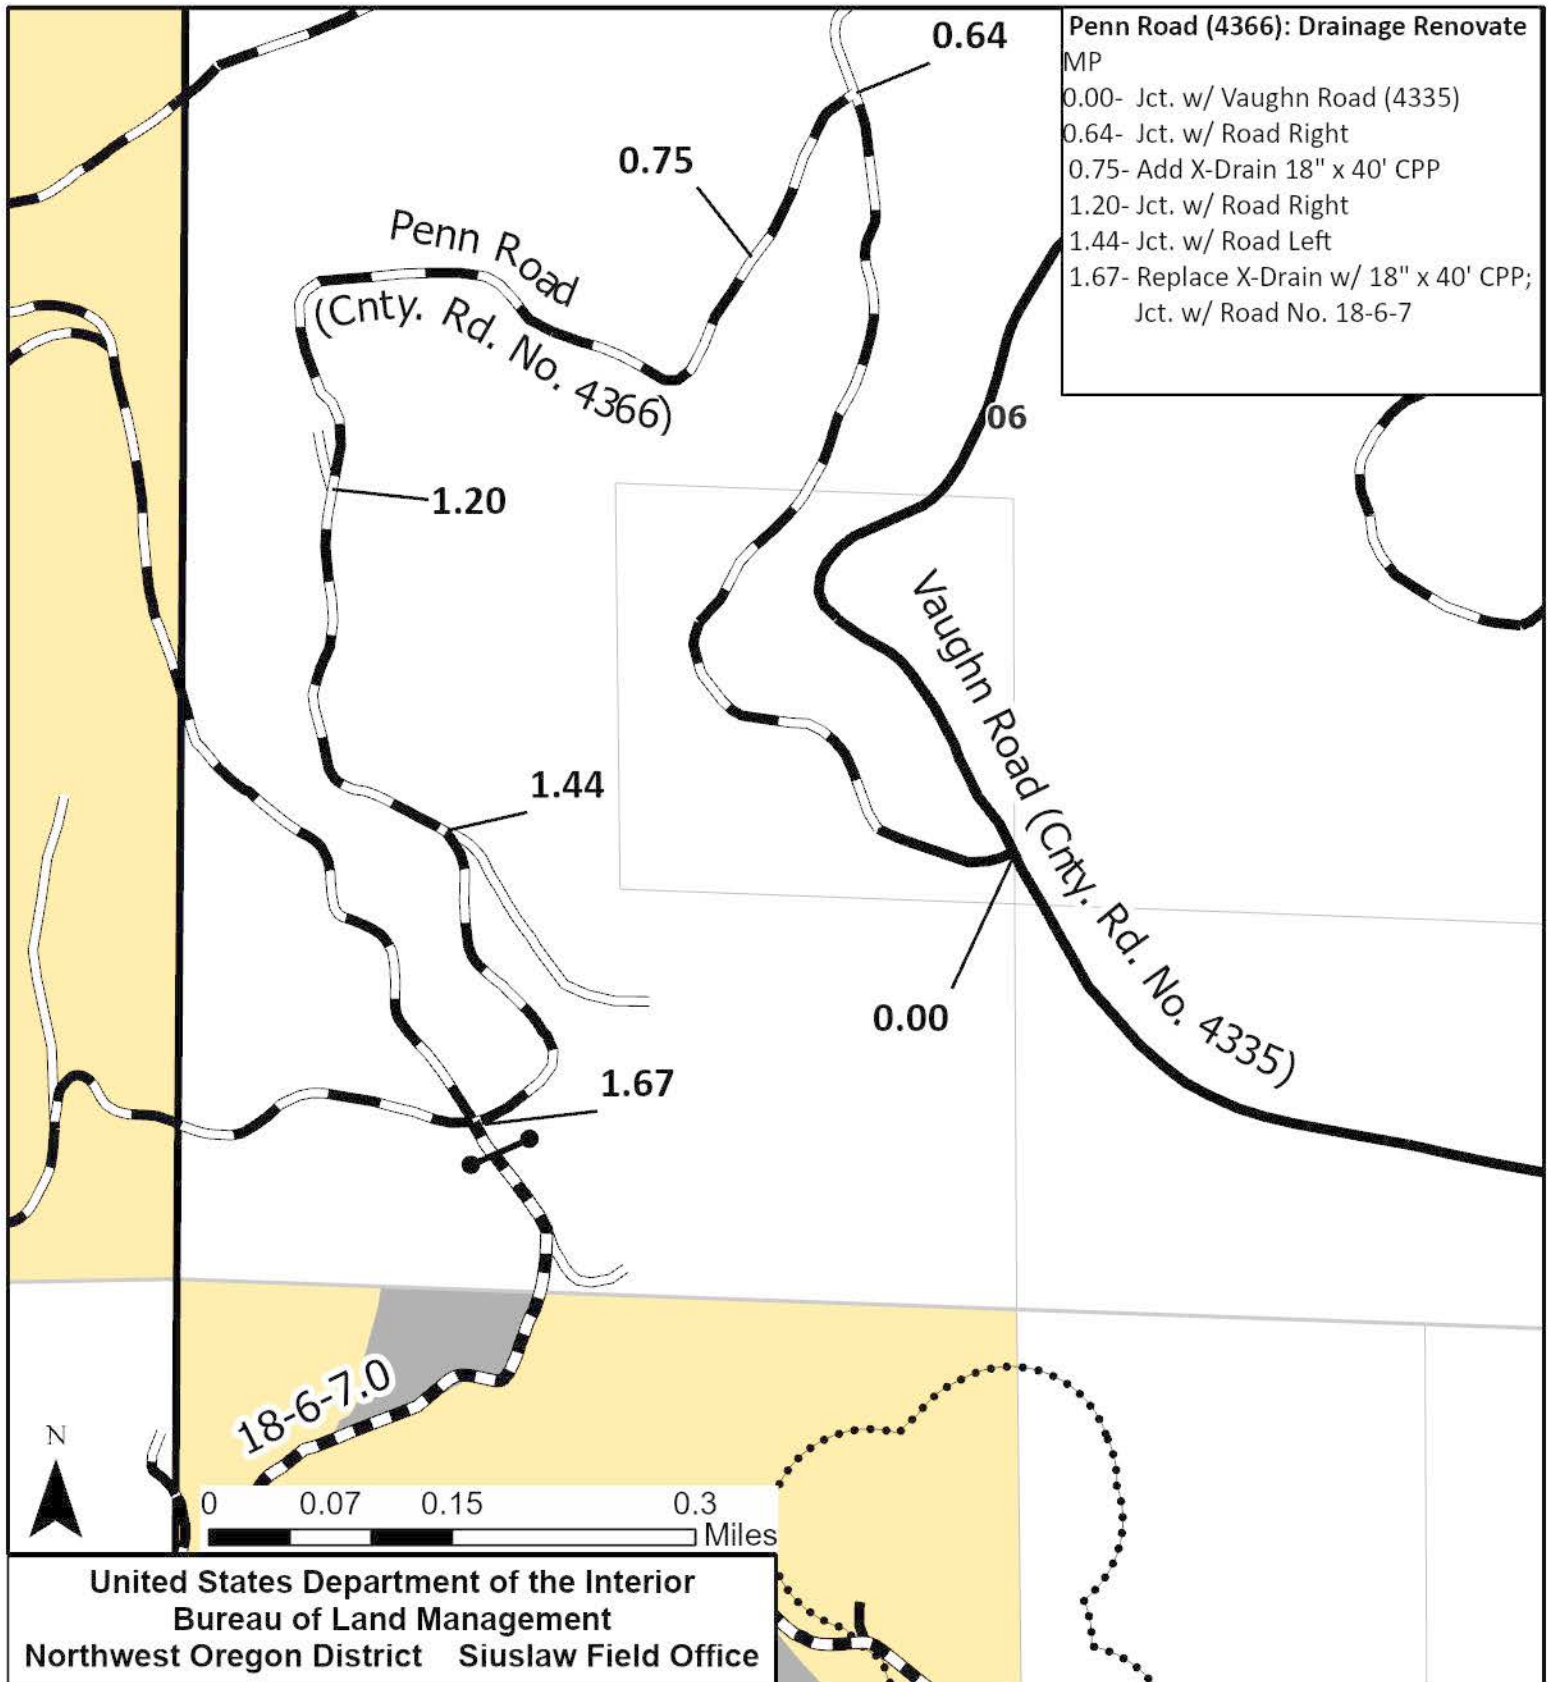 Penn Road (4366): Drainage Renovate
MP
0.00- Jct. w/ Vaughn Road (4335)
0.64- Jct. w/ Road Right
0.75- Add X-Drain 18" x 40' CPP
1.20- Jct. w/ Road Right
1.44- Jct. w/ Road Left
1.67- Replace X-Drain w/ 18" x 40' CPP;
Jct. w/ Road No. 18-6-7
0.64
0.75
Penn Road
(Cnty. Rd. No. 4366)
06
1.20
Vaughn Road (Cnty. Rd. No. 4335)
1.44
0.00
1.67
18-6-7.0
N
0 0.07 0.15 0.3
Miles
United States Department of the Interior
Bureau of Land Management
Northwest Oregon District Siuslaw Field Office